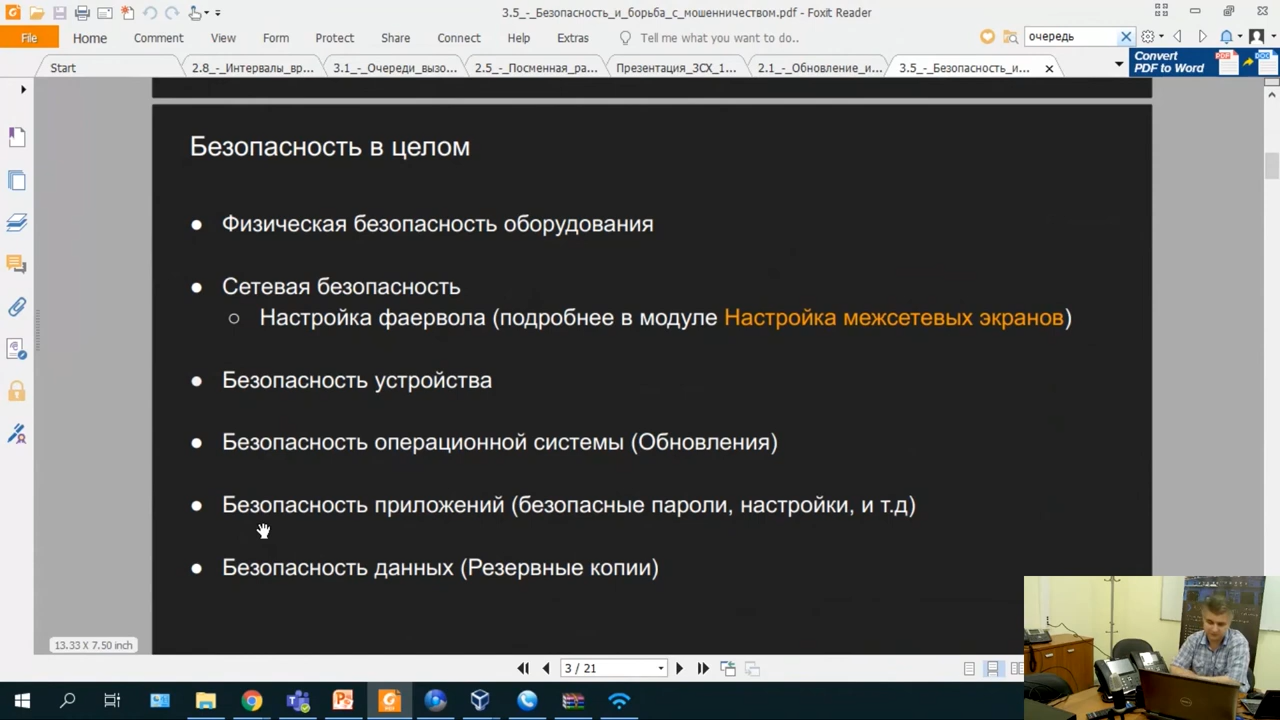 3.5_-_Безопасность_и_борьба_с_мошенничеством.pdf - Foxit Reader
File Home Comment View Form Protect Share Connect Help Extras Tell me what you want to do.. очередь
Start 2.8_-_Интервалы_вр... 3.1_-_Очереди_вызо... 2.5_-_Поименная_ра... Презентация_3CX_1... 2.1_-_Обновление_и... 3.5_-_Безопасность_и...
Convert
PDF to Word
Безопасность в целом
● Физическая безопасность оборудования
● Сетевая безопасность
○ Настройка фаервола (подробнее в модуле Настройка межсетевых экранов)
● Безопасность устройства
● Безопасность операционной системы (Обновления)
● Безопасность приложений (безопасные пароли, настройки, и т.д)
● Безопасность данных (Резервные копии)
13.33 X 7.50 inch
3 / 21